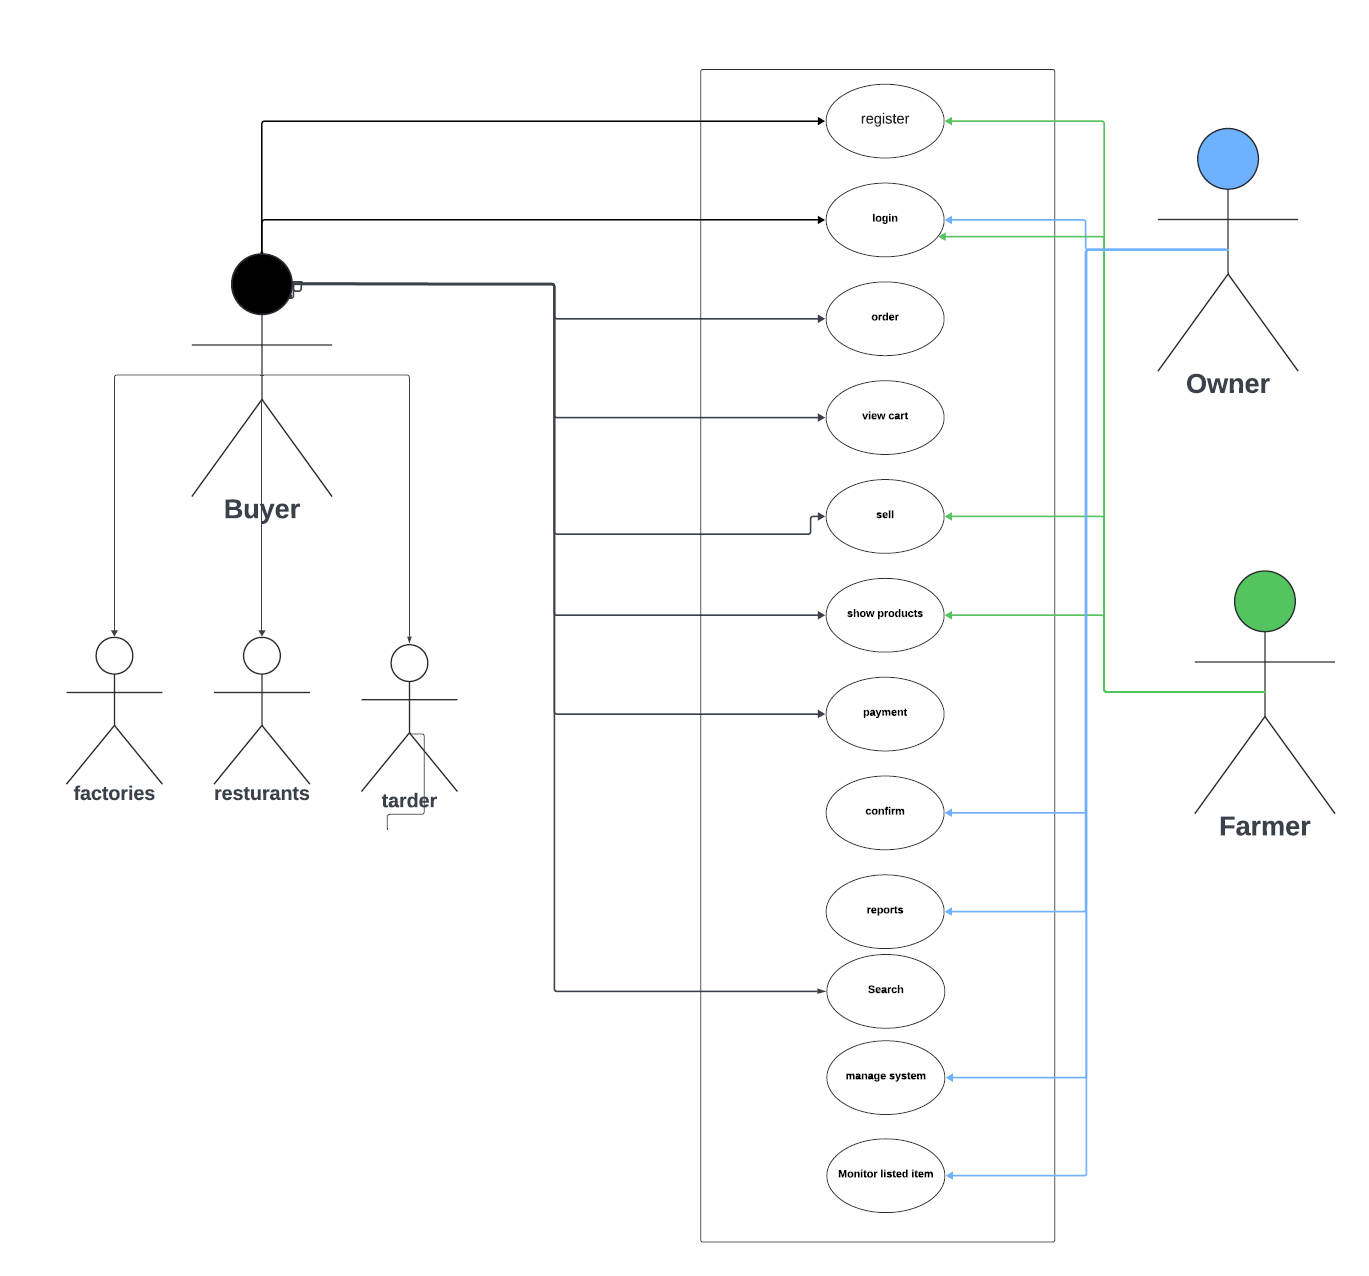 register
login
order
view cart
sell
show products
payment
confirm
reports
Search
manage system
Monitor listed item
Buyer
factories
resturants
tarder
Owner
Farmer